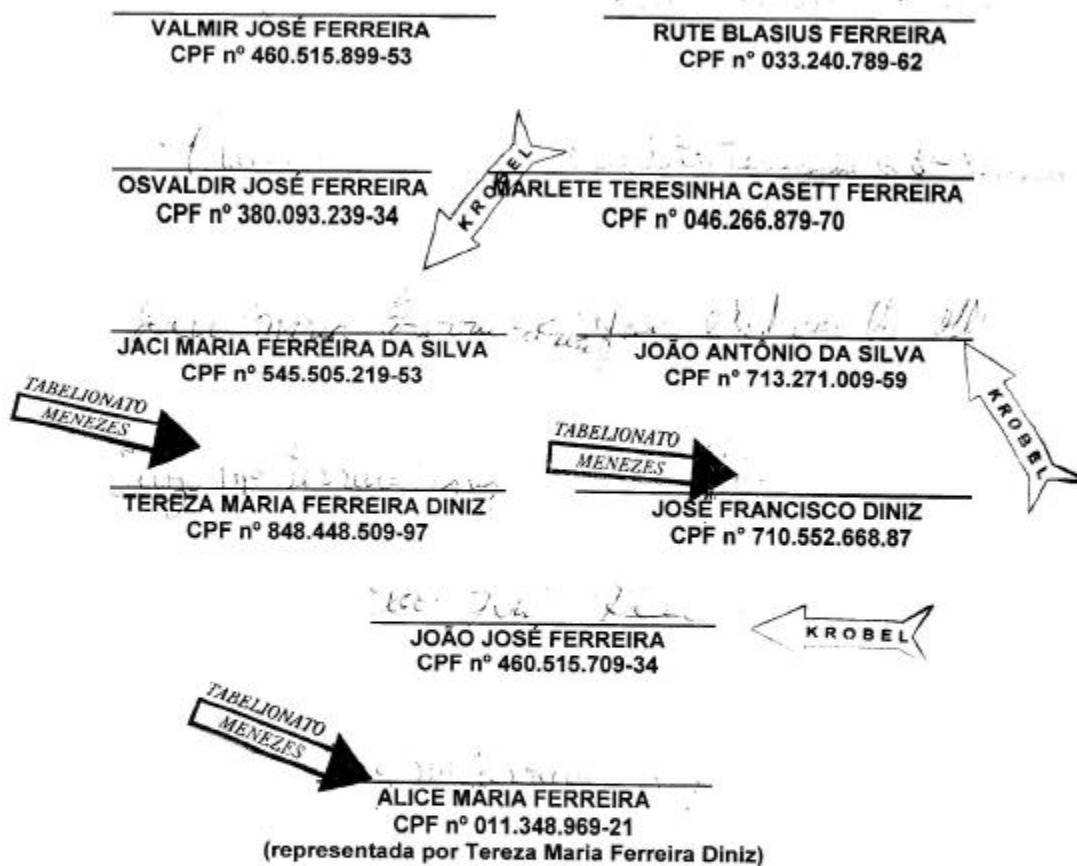 VALMIR JOSÉ FERREIRA
CPF nº 460.515.899-53
RUTE BLASIUS FERREIRA
CPF n° 033.240.789-62
OSVALDIR JOSÉ FERREIRA
CPF nº 380.093.239-34
KROBEL
MARLETE TERESINHA CASETT FERREIRA
CPF nº 046.266.879-70
JACI MARIA FERREIRA DA SILVA
CPF nº 545.505.219-53
JOÃO ANTÔNIO DA SILVA
CPF nº 713.271.009-59
KROBEL
TABELIONATO
MENEZES
TEREZA MARIA FERREIRA DINIZ
CPF nº 848.448.509-97
TABELIONATO
MENEZES
JOSÉ FRANCISCO DINIZ
CPF nº 710.552.668.87
JOÃO JOSÉ FERREIRA
CPF nº 460.515.709-34
KROBEL
TABELIONATO
MENEZES
ALICE MARIA FERREIRA
CPF nº 011.348.969-21
(representada por Tereza Maria Ferreira Diniz)